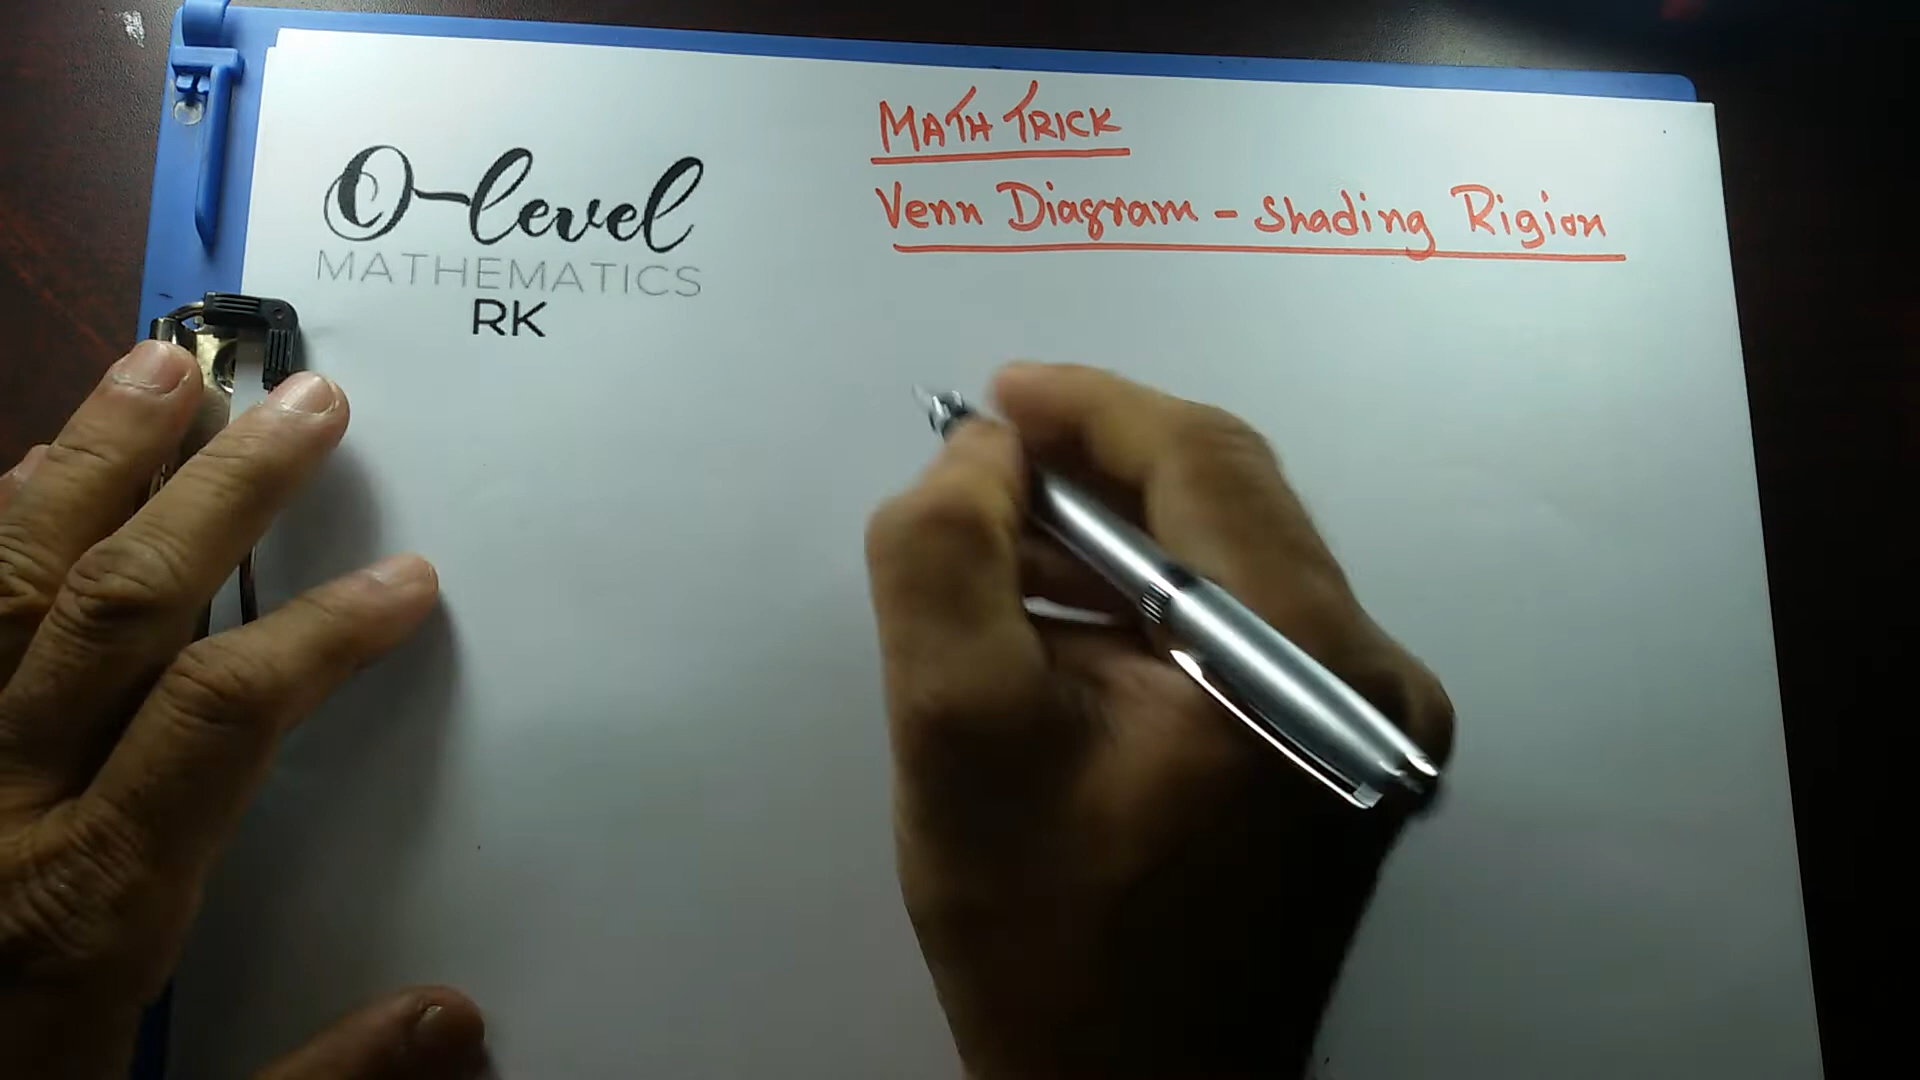 O-level
MATHEMATICS
RK
MATH TRICK
Venn Diagram - Shading Rigion